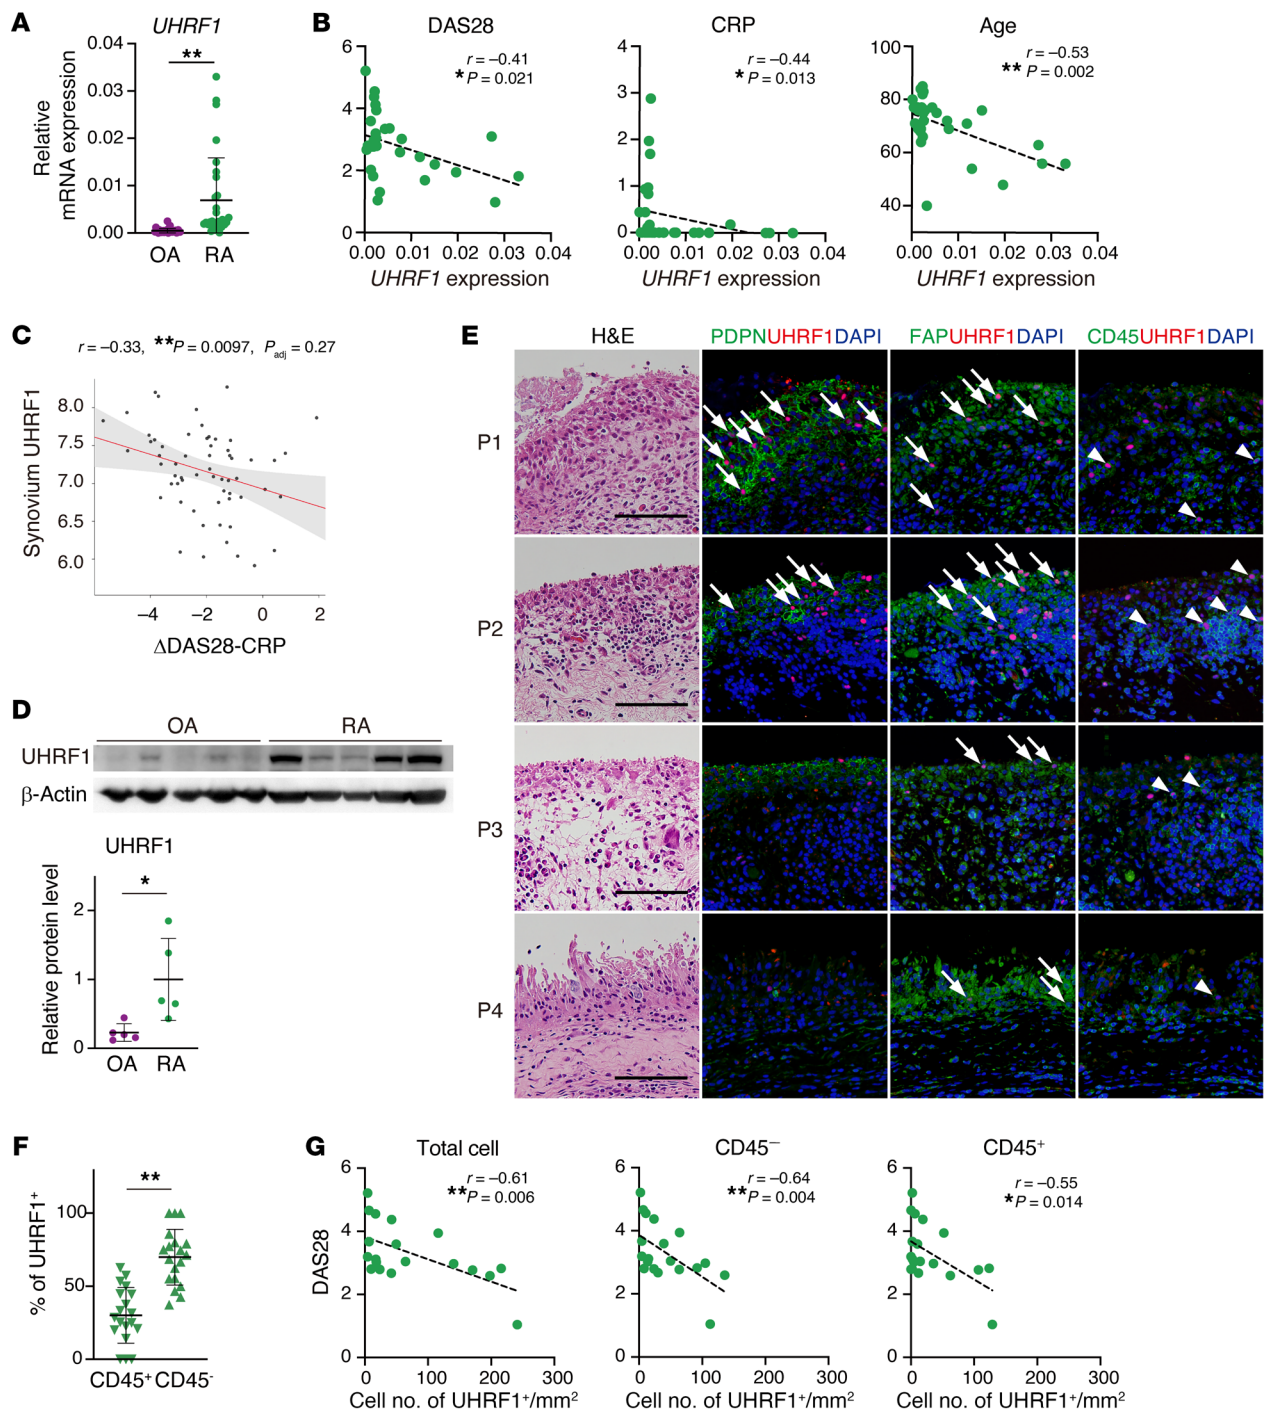 A
UHRF1
**
Relative
mRNA expression
0.04
0.03
0.02
0.01
0.00
OA RA
B
DAS28
r = –0.41
* P = 0.021
6
4
2
0
0.00 0.01 0.02 0.03 0.04
UHRF1 expression
CRP
r = –0.44
* P = 0.013
4
3
2
1
0
0.00 0.01 0.02 0.03 0.04
UHRF1 expression
Age
r = –0.53
** P = 0.002
100
80
60
40
0.00 0.01 0.02 0.03 0.04
UHRF1 expression
C
r = –0.33, **P = 0.0097, Padj = 0.27
Synovium UHRF1
8.0
7.5
7.0
6.5
6.0
–4 –2 0 2
ΔDAS28-CRP
D
OA RA
UHRF1
β-Actin
UHRF1
*
Relative protein level
2
1
0
OA RA
E
H&E PDPNUHRF1DAPI FAPUHRF1DAPI CD45UHRF1DAPI
P1
P2
P3
P4
F
**
% of UHRF1+
100
50
0
CD45+ CD45-
G
Total cell
r = –0.61
**P = 0.006
DAS28
6
4
2
0
0 100 200 300
Cell no. of UHRF1+/mm2
CD45—
r = –0.64
**P = 0.004
6
4
2
0
0 100 200 300
Cell no. of UHRF1+/mm2
CD45+
r = –0.55
*P = 0.014
6
4
2
0
0 100 200 300
Cell no. of UHRF1+/mm2